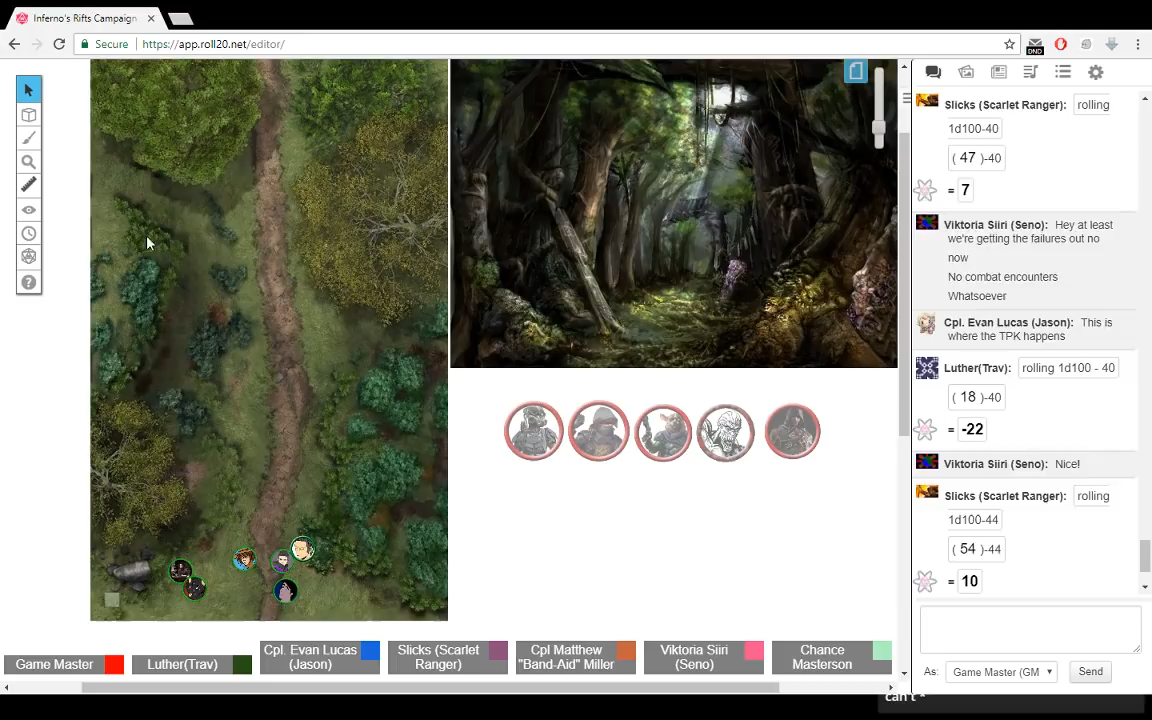 Inferno's Rifts Campaign
Secure
https://app.roll20.net/editor/
DND
Slicks (Scarlet Ranger): rolling
1d100-40
( 47 )-40
= 7
Viktoria Siiri (Seno): Hey at least
we're getting the failures out no
now
No combat encounters
Whatsoever
Cpl. Evan Lucas (Jason): This is
where the TPK happens
Luther(Trav): rolling 1d100 - 40
( 18 )-40
= -22
Viktoria Siiri (Seno): Nice!
Slicks (Scarlet Ranger): rolling
1d100-44
( 54 )-44
= 10
Game Master
Luther(Trav)
Cpl. Evan Lucas
(Jason)
Slicks (Scarlet
Ranger)
Cpl Matthew
"Band-Aid" Miller
Viktoria Siiri
(Seno)
Chance
Masterson
As: Game Master (GM
Send
can't *